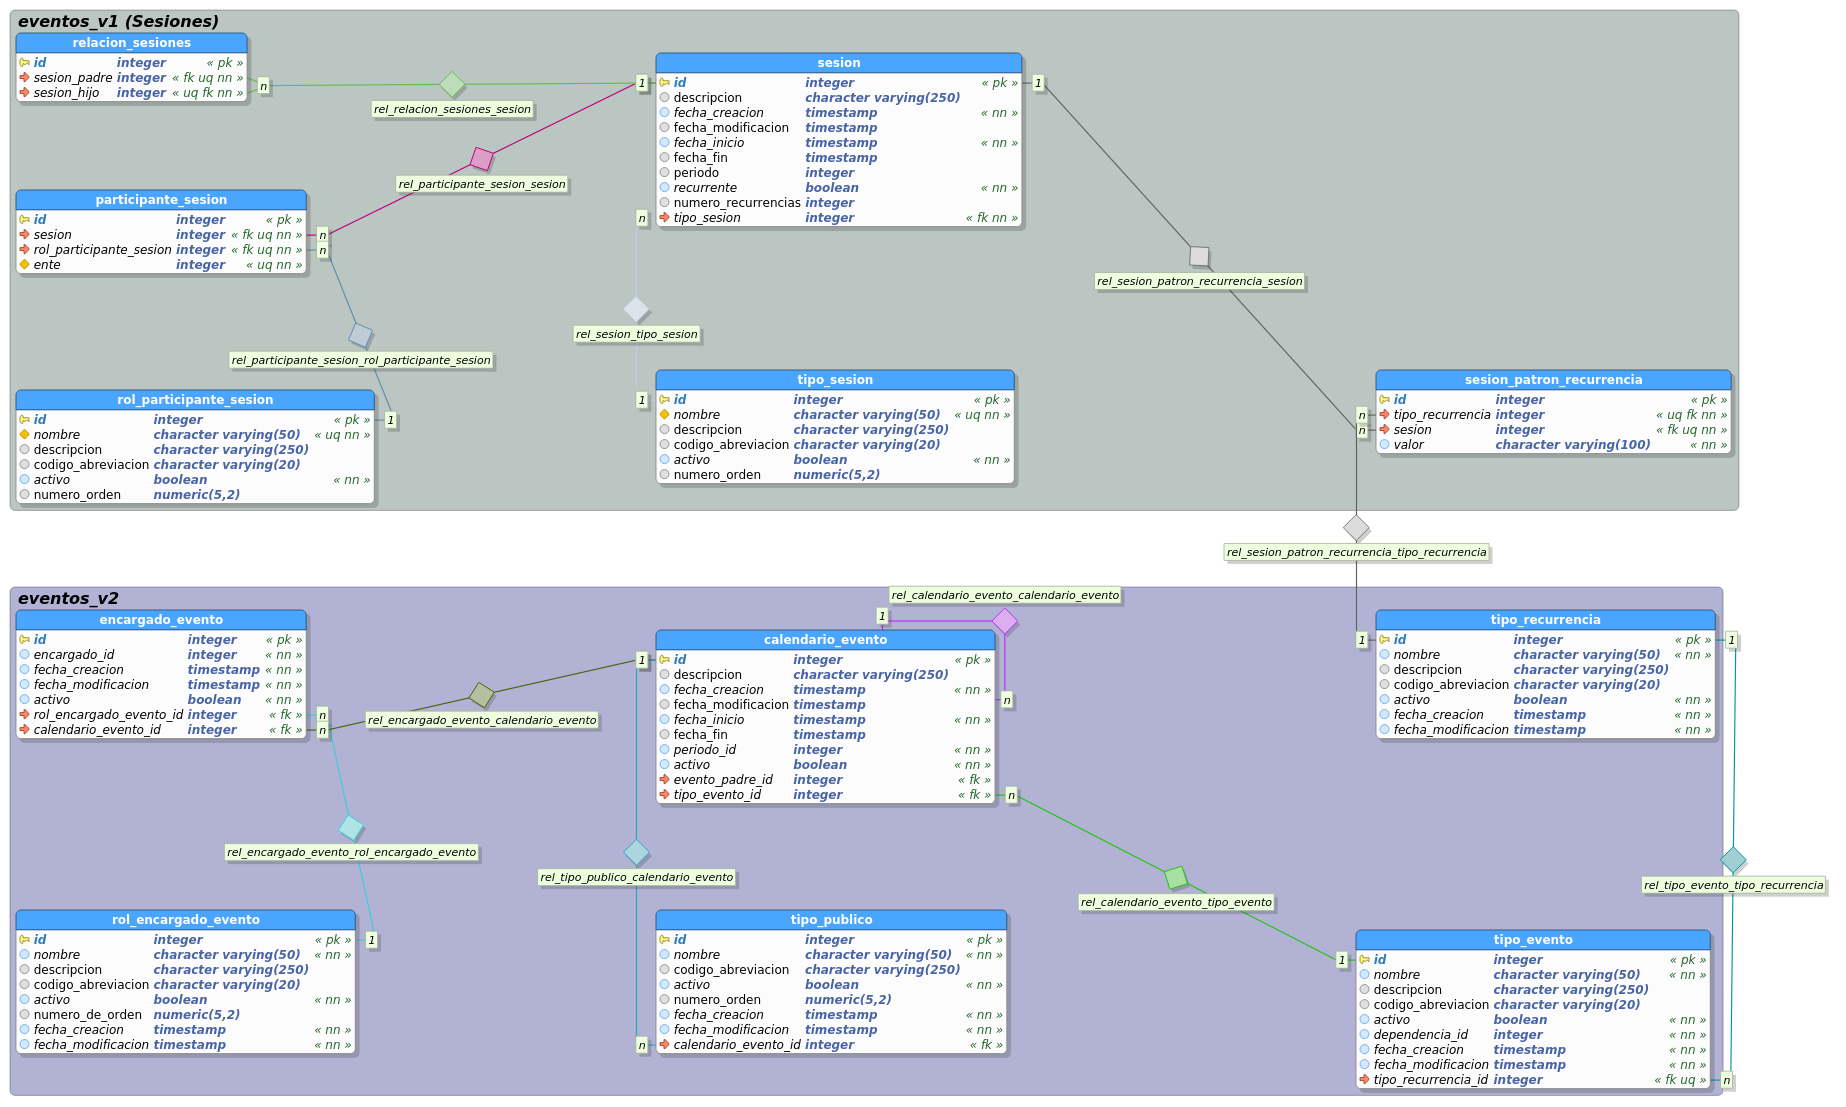 eventos_v1 (Sesiones)
relacion_sesiones
id integer « pk »
sesion_padre integer « fk uq nn »
sesion_hijo integer « uq fk nn »
n
rel_relacion_sesiones_sesion
1
sesion
id integer « pk »
descripcion character varying(250)
fecha_creacion timestamp « nn »
fecha_modificacion timestamp
fecha_inicio timestamp « nn »
fecha_fin timestamp
periodo integer
recurrente boolean « nn »
numero_recurrencias integer
tipo_sesion integer « fk nn »
1
rel_participante_sesion_sesion
participante_sesion
id integer « pk »
sesion integer « fk uq nn »
rol_participante_sesion integer « fk uq nn »
ente integer « uq nn »
n
n
n
rel_sesion_patron_recurrencia_sesion
rel_sesion_tipo_sesion
rel_participante_sesion_rol_participante_sesion
rol_participante_sesion
id integer « pk »
nombre character varying(50) « uq nn »
descripcion character varying(250)
codigo_abreviacion character varying(20)
activo boolean « nn »
numero_orden numeric(5,2)
1
1
tipo_sesion
id integer « pk »
nombre character varying(50) « uq nn »
descripcion character varying(250)
codigo_abreviacion character varying(20)
activo boolean « nn »
numero_orden numeric(5,2)
sesion_patron_recurrencia
id integer « pk »
tipo_recurrencia integer « uq fk nn »
sesion integer « fk uq nn »
valor character varying(100) « nn »
n
n
rel_sesion_patron_recurrencia_tipo_recurrencia
eventos_v2
encargado_evento
id integer « pk »
encargado_id integer « nn »
fecha_creacion timestamp « nn »
fecha_modificacion timestamp « nn »
activo boolean « nn »
rol_encargado_evento_id integer « fk »
calendario_evento_id integer « fk »
n
n
rel_encargado_evento_calendario_evento
1
rel_calendario_evento_calendario_evento
1
calendario_evento
id integer « pk »
descripcion character varying(250)
fecha_creacion timestamp « nn »
fecha_modificacion timestamp
fecha_inicio timestamp « nn »
fecha_fin timestamp
periodo_id integer « nn »
activo boolean « nn »
evento_padre_id integer « fk »
tipo_evento_id integer « fk »
n
n
1
tipo_recurrencia
id integer « pk »
nombre character varying(50) « nn »
descripcion character varying(250)
codigo_abreviacion character varying(20)
activo boolean « nn »
fecha_creacion timestamp « nn »
fecha_modificacion timestamp « nn »
1
rel_encargado_evento_rol_encargado_evento
rel_tipo_publico_calendario_evento
rel_calendario_evento_tipo_evento
rel_tipo_evento_tipo_recurrencia
rol_encargado_evento
id integer « pk »
nombre character varying(50) « nn »
descripcion character varying(250)
codigo_abreviacion character varying(20)
activo boolean « nn »
numero_de_orden numeric(5,2)
fecha_creacion timestamp « nn »
fecha_modificacion timestamp « nn »
1
tipo_publico
id integer « pk »
nombre character varying(50) « nn »
codigo_abreviacion character varying(250)
activo boolean « nn »
numero_orden numeric(5,2)
fecha_creacion timestamp « nn »
fecha_modificacion timestamp « nn »
calendario_evento_id integer « fk »
n
1
tipo_evento
id integer « pk »
nombre character varying(50) « nn »
descripcion character varying(250)
codigo_abreviacion character varying(20)
activo boolean « nn »
dependencia_id integer « nn »
fecha_creacion timestamp « nn »
fecha_modificacion timestamp « nn »
tipo_recurrencia_id integer « fk uq »
n